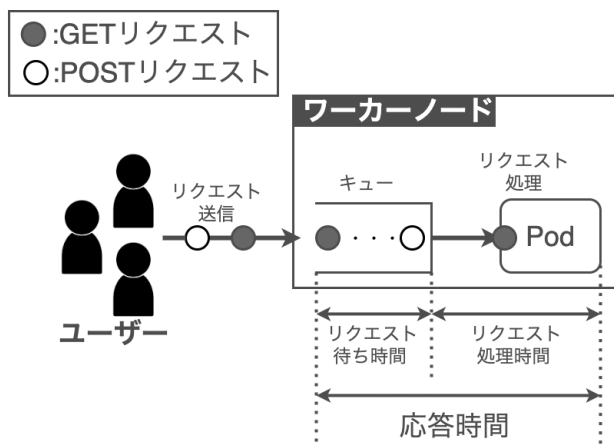 :GETリクエスト
:POSTリクエスト
ワーカーノード
リクエスト
送信
キュー
リクエスト
処理
・・・
Pod
ユーザー
リクエスト
待ち時間
リクエスト
処理時間
応答時間